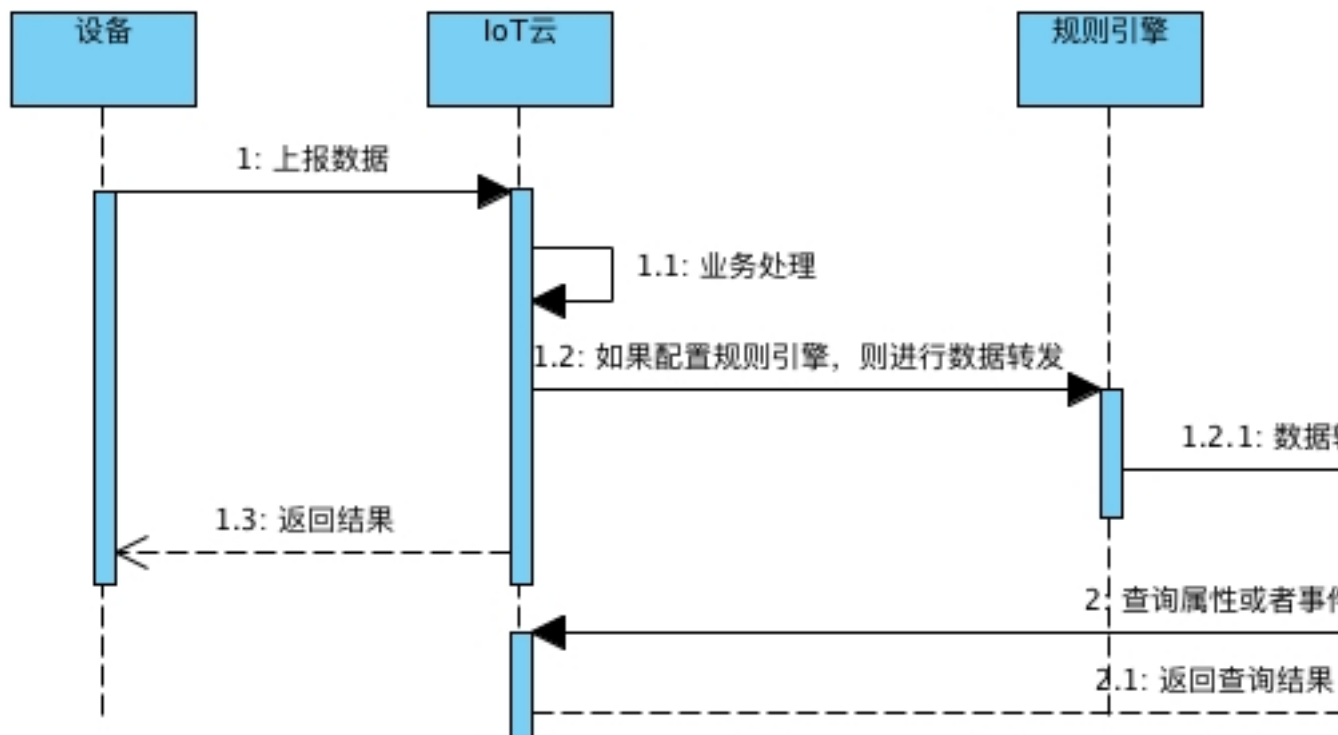 设备
IoT云
规则引擎
1: 上报数据
1.1: 业务处理
1.2: 如果配置规则引擎，则进行数据转发
1.2.1: 数据
1.3: 返回结果
2: 查询属性或者事件
2.1: 返回查询结果